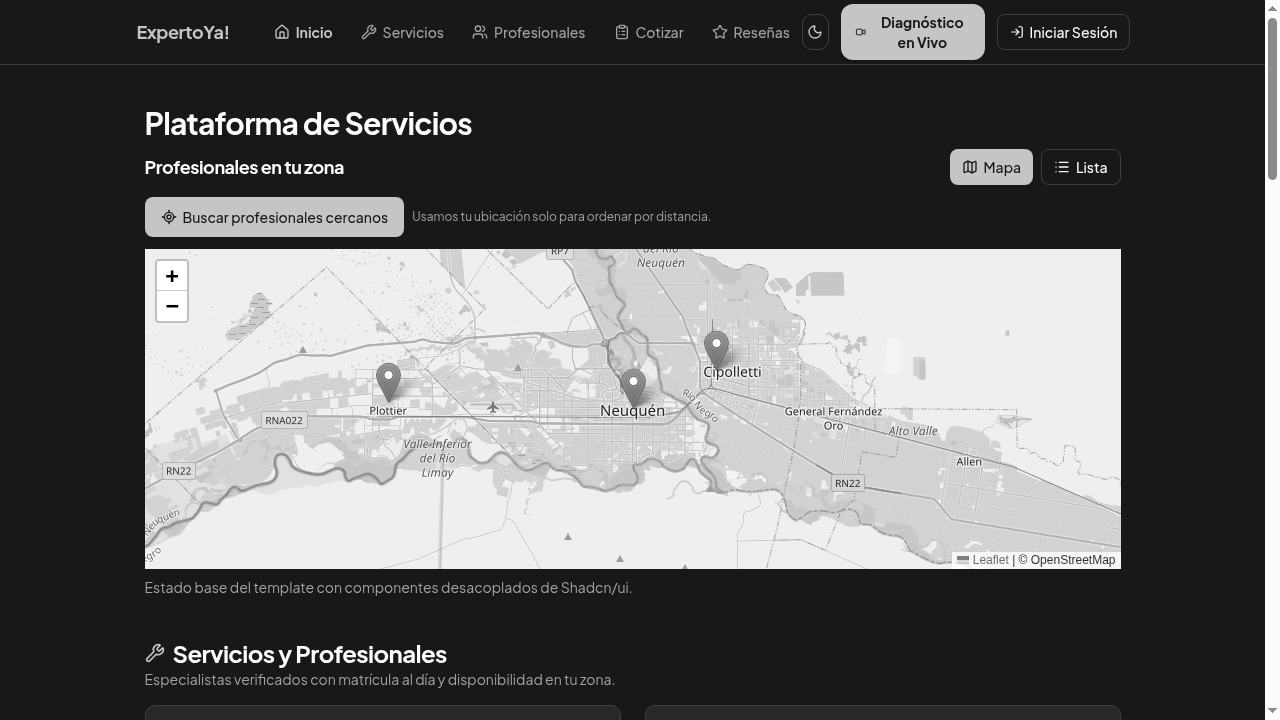 ExpertoYa!
Inicio
Servicios
Profesionales
Cotizar
Reseñas
Diagnóstico
en Vivo
Iniciar Sesión
Plataforma de Servicios
Profesionales en tu zona
Mapa
Lista
Buscar profesionales cercanos
Usamos tu ubicación solo para ordenar por distancia.
+
−
RP7
del Río
Neuquén
Cipolletti
Plottier
Neuquén
Río Negro
RNA022
General Fernández
Oro
Alto Valle
Valle Inferior
del Río
Limay
RN22
Allen
RN22
Neuquén
Leaflet | © OpenStreetMap
Estado base del template con componentes desacoplados de Shadcn/ui.
Servicios y Profesionales
Especialistas verificados con matrícula al día y disponibilidad en tu zona.